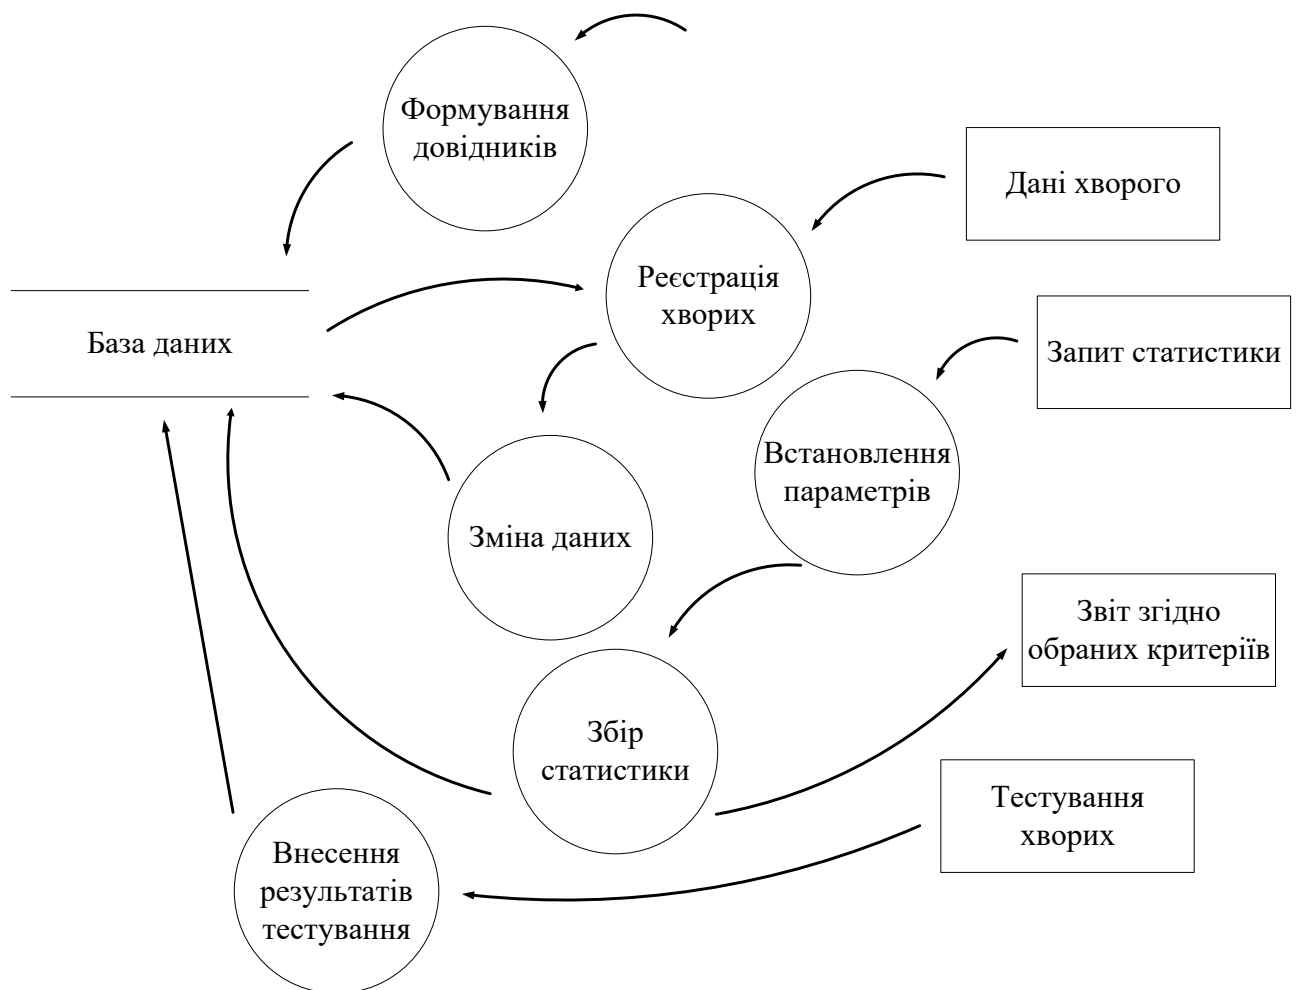 Формування
довідників
Дані хворого
Реєстрація
хворих
База даних
Запит статистики
Встановлення
параметрів
Зміна даних
Звіт згідно
обраних критеріїв
Збір
статистики
Тестування
хворих
Внесення
результатів
тестування